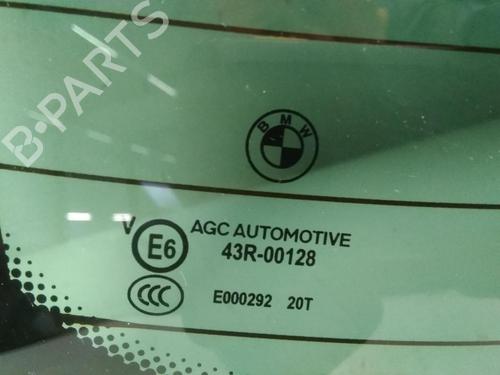 B-PARTS
BMW
V E6 AGC AUTOMOTIVE
43R-00128
CCC E000292 20T